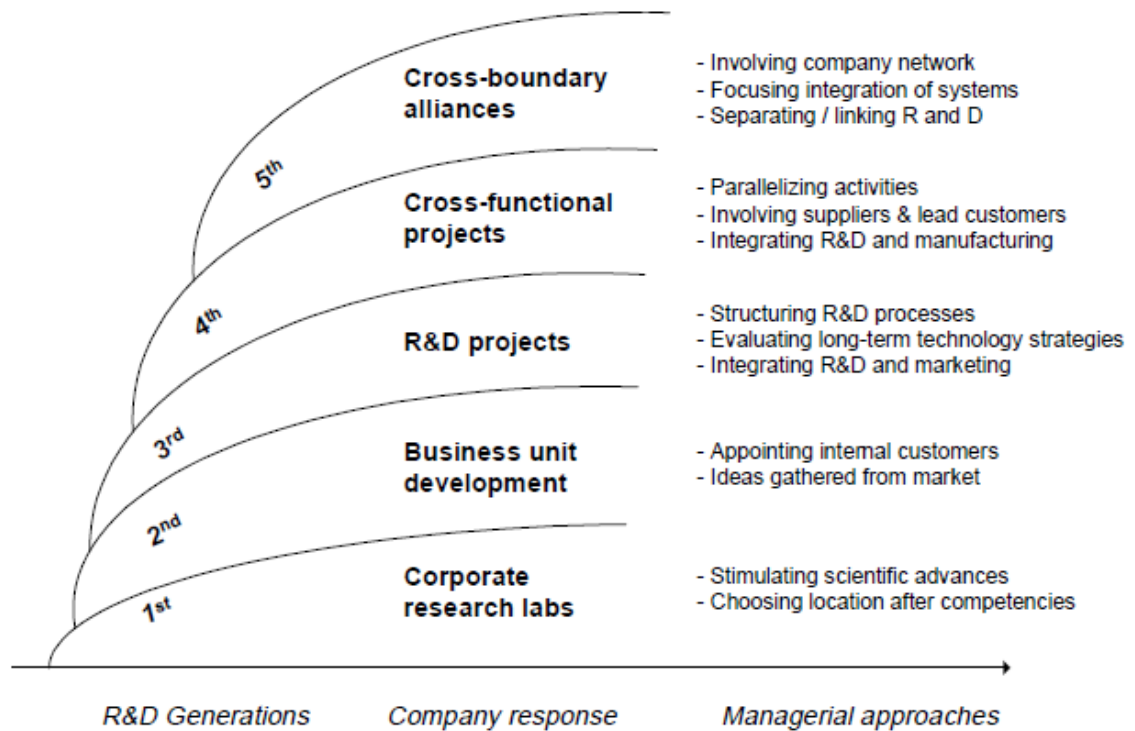 Cross-boundary
alliances
- Involving company network
- Focusing integration of systems
- Separating / linking R and D
5th
Cross-functional
projects
- Parallelizing activities
- Involving suppliers & lead customers
- Integrating R&D and manufacturing
4th
R&D projects
- Structuring R&D processes
- Evaluating long-term technology strategies
- Integrating R&D and marketing
3rd
Business unit
development
- Appointing internal customers
- Ideas gathered from market
2nd
Corporate
research labs
- Stimulating scientific advances
- Choosing location after competencies
1st
R&D Generations
Company response
Managerial approaches